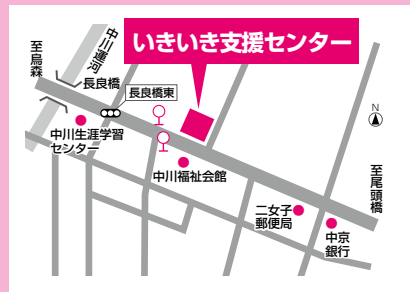 いきいき支援センター
至烏森
中川運河
長良橋
長良橋東
中川生涯学習
センター
中川福祉会館
N
至尾頭橋
二女子
郵便局
中京
銀行